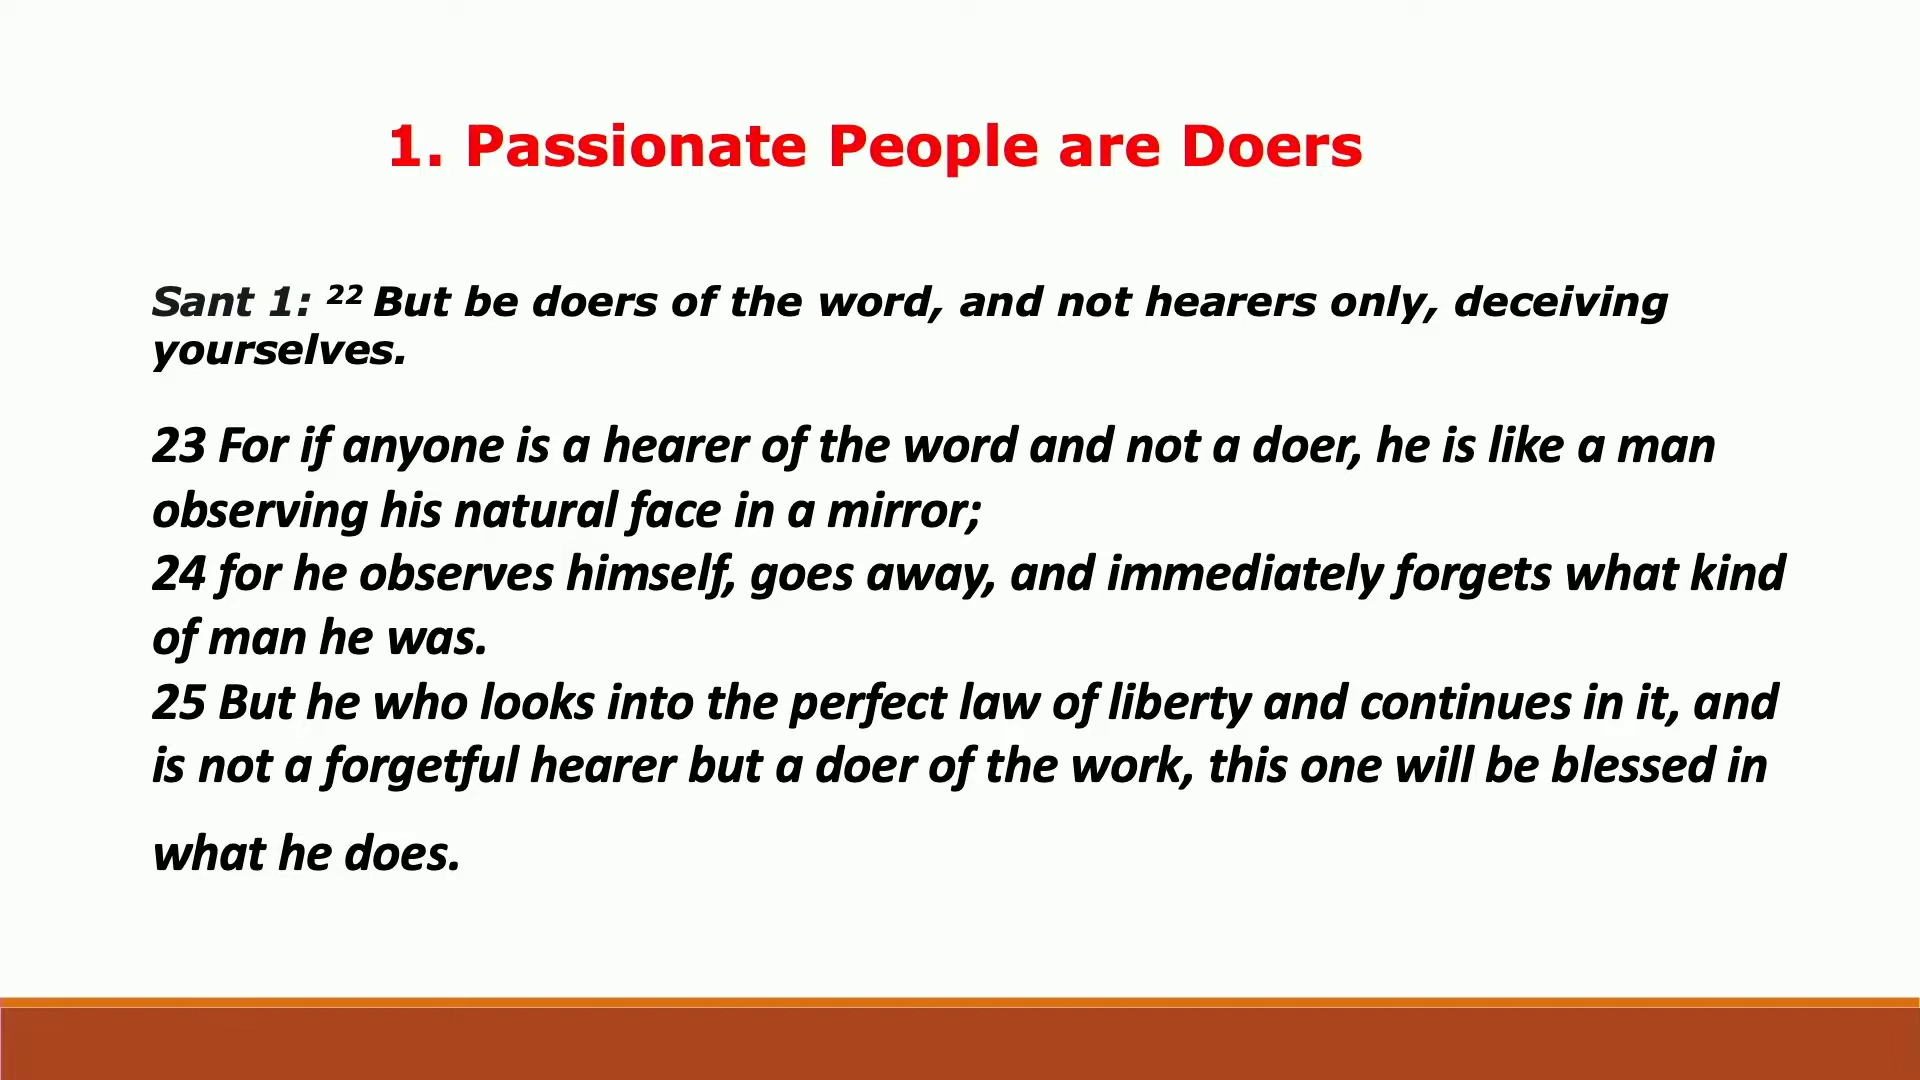 1. Passionate People are Doers
Sant 1: 22 But be doers of the word, and not hearers only, deceiving
yourselves.
23 For if anyone is a hearer of the word and not a doer, he is like a man
observing his natural face in a mirror;
24 for he observes himself, goes away, and immediately forgets what kind
of man he was.
25 But he who looks into the perfect law of liberty and continues in it, and
is not a forgetful hearer but a doer of the work, this one will be blessed in
what he does.